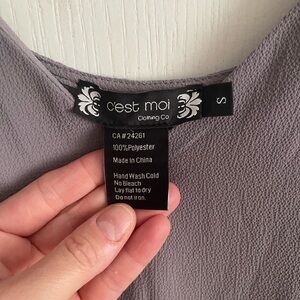 c'est moi
Clothing Co
S
CA#24261
100%Polyester
Made in China
Hand Wash Cold
No Bleach
Lay flat to dry
Do not Iron.